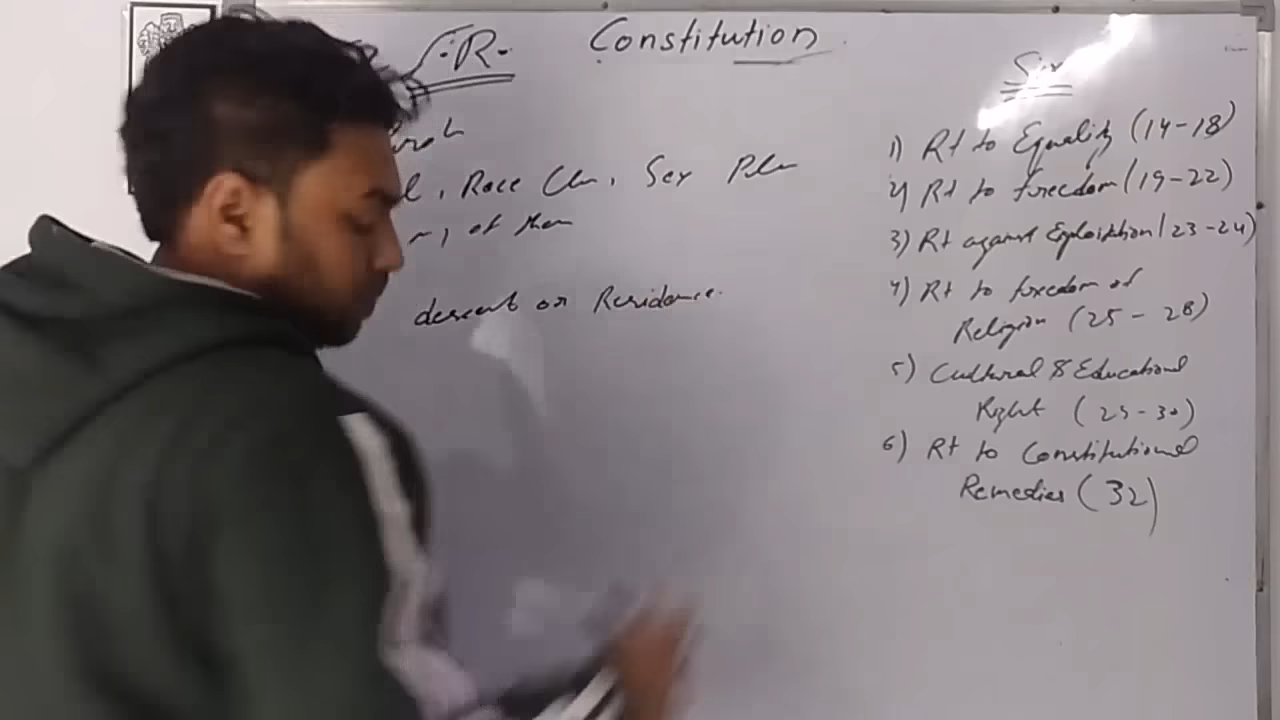 Constitution
.R.
, Race
, Sex
of them
descent or Residence.
Six
1) Rt to Equality (14-18)
2) Rt to freedom (19-22)
3) Rt against Exploitation (23-24)
4) Rt to freedom of
Religion (25 - 28)
5) Cultural & Educational
Right (29-30)
6) Rt to Constitutional
Remedies (32)